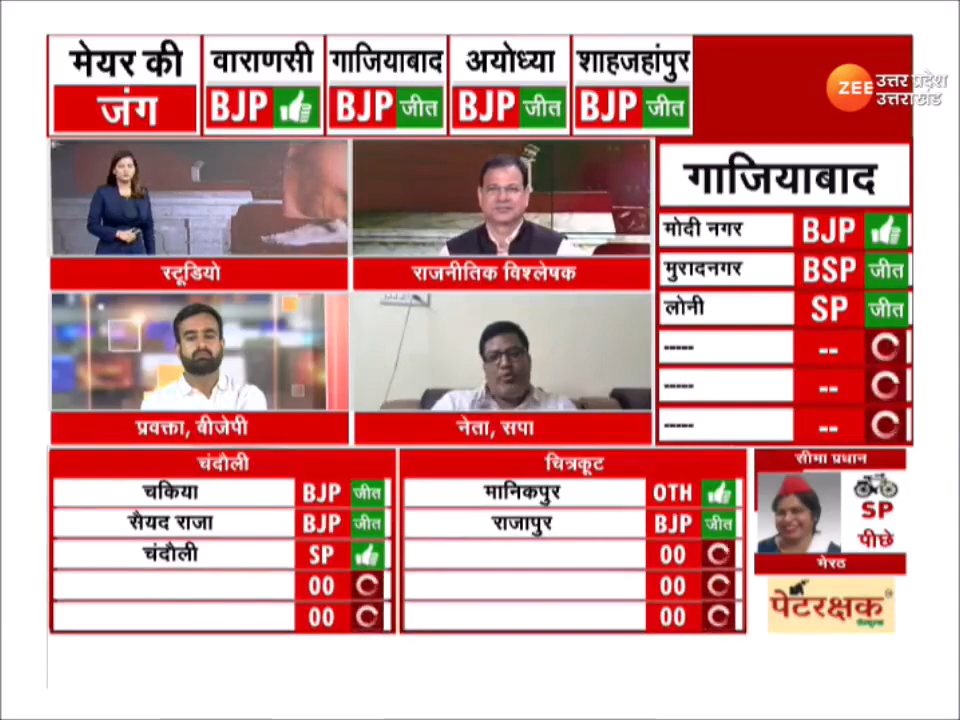 मेयर की
जंग
वाराणसी
BJP
गाजियाबाद
BJP जीत
अयोध्या
BJP जीत
शाहजहांपुर
BJP जीत
ZEE उत्तर प्रदेश
उत्तराखंड
स्टूडियो
राजनीतिक विश्लेषक
प्रवक्ता, बीजेपी
नेता, सपा
गाजियाबाद
मोदी नगर BJP
मुरादनगर BSP जीत
लोनी SP जीत
----- --
----- --
----- --
चंदौली
चकिया BJP जीत
सैयद राजा BJP जीत
चंदौली SP
00
00
चित्रकूट
मानिकपुर OTH
राजापुर BJP जीत
00
00
00
सीमा प्रधान
SP
पीछे
मेरठ
पेटरक्षक